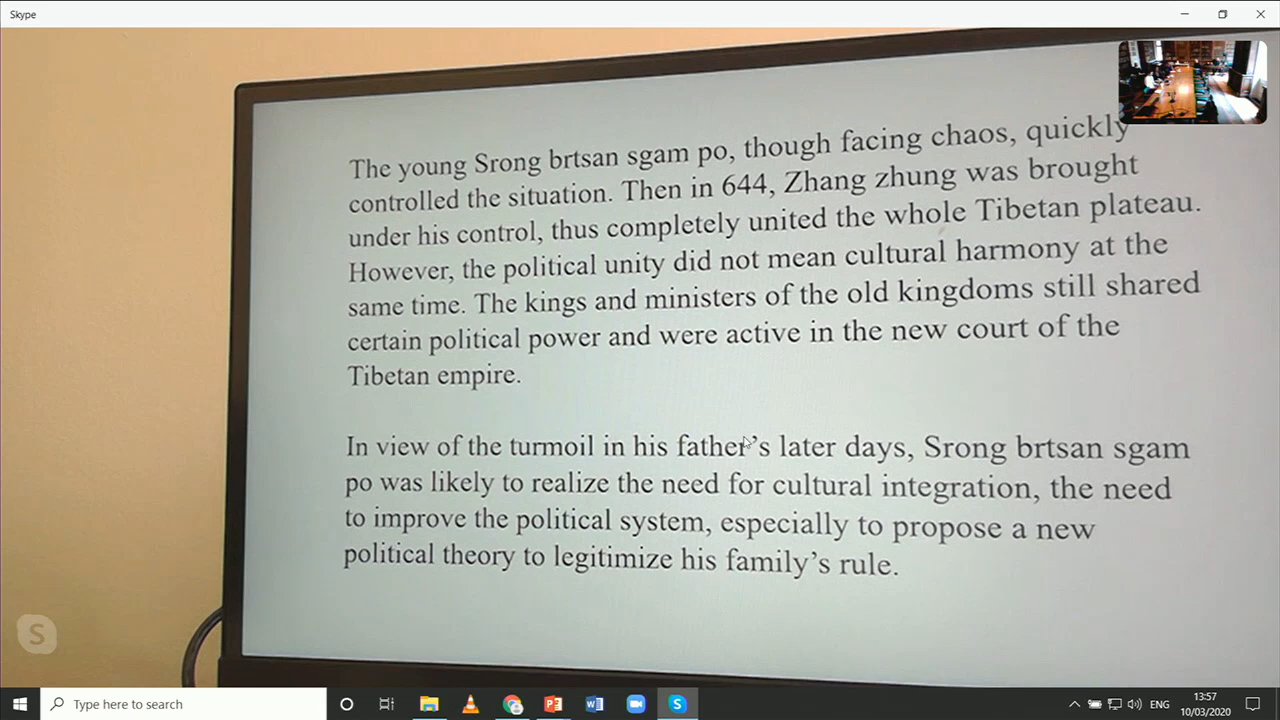 Skype
The young Srong brtsan sgam po, though facing chaos, quickly
controlled the situation. Then in 644, Zhang zhung was brought
under his control, thus completely united the whole Tibetan plateau.
However, the political unity did not mean cultural harmony at the
same time. The kings and ministers of the old kingdoms still shared
certain political power and were active in the new court of the
Tibetan empire.
In view of the turmoil in his father's later days, Srong brtsan sgam
po was likely to realize the need for cultural integration, the need
to improve the political system, especially to propose a new
political theory to legitimize his family's rule.
Type here to search
ENG
13:57
10/03/2020